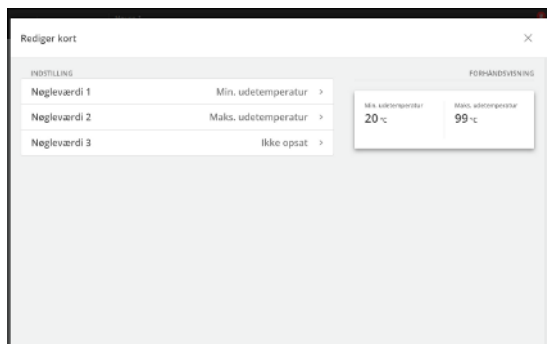 Rediger kort
INDSTILLING
FORHÅNDSVISNING
Nøgleværdi 1 Min. udetemperatur
Nøgleværdi 2 Maks. udetemperatur
Nøgleværdi 3 Ikke opsat
Min. udetemperatur Maks. udetemperatur
20 °C 99 °C